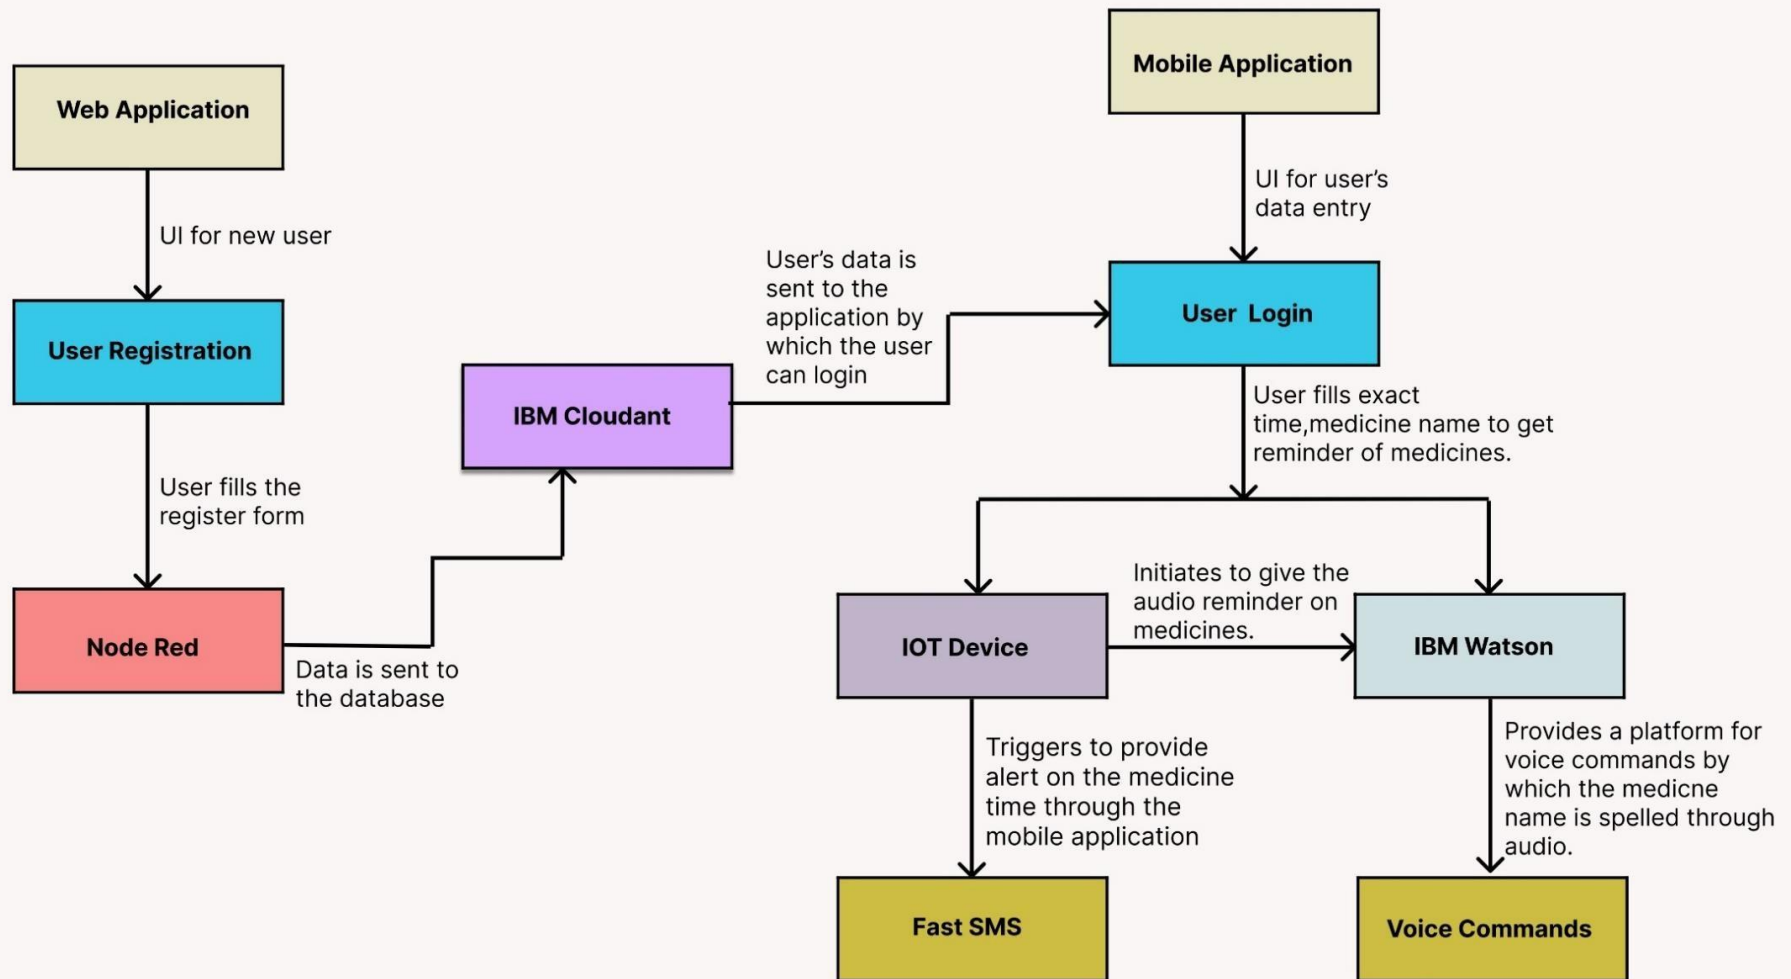 Web Application
UI for new user
User Registration
User fills the
register form
Node Red
Data is sent to
the database
IBM Cloudant
User’s data is
sent to the
application by
which the user
can login
Mobile Application
UI for user’s
data entry
User Login
User fills exact
time,medicine name to get
reminder of medicines.
IOT Device
Initiates to give the
audio reminder on
medicines.
IBM Watson
Triggers to provide
alert on the medicine
time through the
mobile application
Provides a platform for
voice commands by
which the medicne
name is spelled through
audio.
Fast SMS
Voice Commands